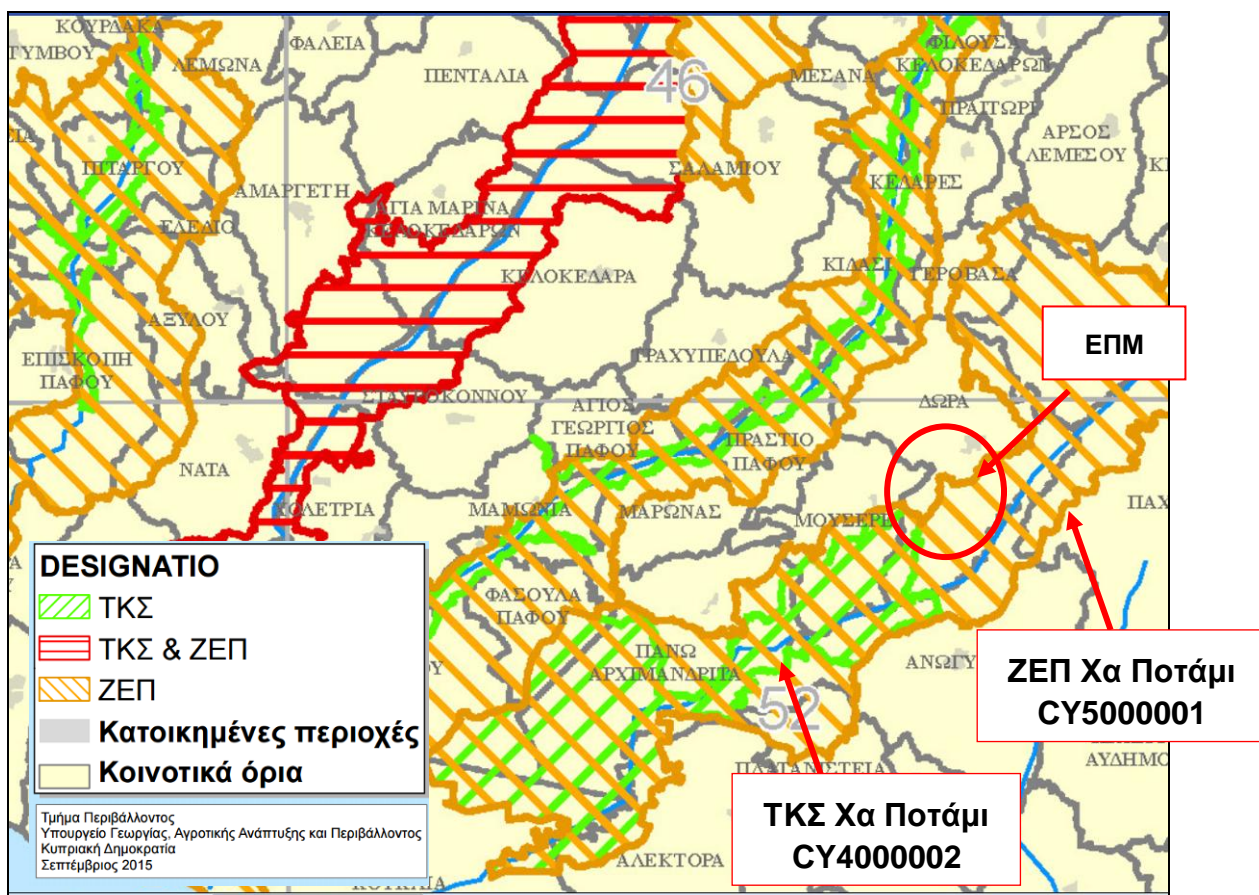 ΚΟΥΡΔΑΚΑ
ΦΑΛΕΙΑ
ΛΕΜΩΝΑ
ΠΕΝΤΑΛΙΑ
46
ΜΕΣΑΝΑ
ΦΙΛΟΥΣΑ
ΚΕΛΟΚΕΔΑΡΩΝ
ΠΡΑΙΤΩΡΙ
ΑΡΣΟΣ
ΛΕΜΕΣΟΥ
ΠΙΤΑΡΓΟΥ
ΑΜΑΡΓΕΤΗ
ΣΑΛΑΜΙΟΥ
ΚΕΔΑΡΕΣ
ΑΓΙΑ ΜΑΡΙΝΑ
ΚΕΛΟΚΕΔΑΡΩΝ
ΕΛΕΔΙΟ
ΚΕΛΟΚΕΔΑΡΑ
ΚΙΔΑΣΙ
ΓΕΡΟΒΑΣΑ
ΑΞΥΛΟΥ
ΕΠΙΣΚΟΠΗ
ΠΑΦΟΥ
ΤΡΑΧΥΠΕΔΟΥΛΑ
ΕΠΜ
ΣΤΑΥΡΟΚΟΝΝΟΥ
ΑΓΙΟΣ
ΓΕΩΡΓΙΟΣ
ΠΑΦΟΥ
ΔΩΡΑ
ΠΡΑΣΤΙΟ
ΠΑΦΟΥ
ΝΑΤΑ
ΧΟΛΕΤΡΙΑ
ΜΑΜΩΝΙΑ
ΜΑΡΩΝΑΣ
ΜΟΥΣΕΡΕ
ΠΑΧ
ΦΑΣΟΥΛΑ
ΠΑΦΟΥ
ΠΑΝΩ
ΑΡΧΙΜΑΝΔΡΙΤΑ
ΑΝΩΓΥ
52
ΠΛΑΤΑΝΙΣΤΕΙΑ
ΑΥΔΗΜΟ
ΑΛΕΚΤΟΡΑ
ΖΕΠ Χα Ποτάμι
CY5000001
ΤΚΣ Χα Ποτάμι
CY4000002
DESIGNATIO
ΤΚΣ
ΤΚΣ & ΖΕΠ
ΖΕΠ
Κατοικημένες περιοχές
Κοινοτικά όρια
Τμήμα Περιβάλλοντος
Υπουργείο Γεωργίας, Αγροτικής Ανάπτυξης και Περιβάλλοντος
Κυπριακή Δημοκρατία
Σεπτέμβριος 2015